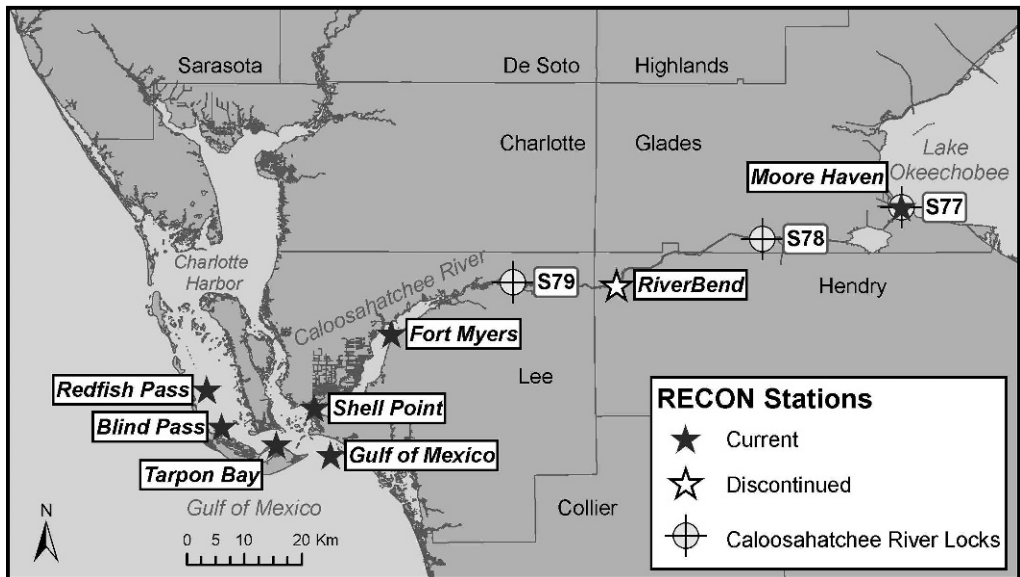 Sarasota
De Soto
Highlands
Charlotte
Glades
Lake
Okeechobee
Moore Haven
S77
S78
Charlotte
Harbor
Caloosahatchee River
S79
RiverBend
Hendry
Fort Myers
Lee
Redfish Pass
Shell Point
Blind Pass
Gulf of Mexico
Tarpon Bay
Gulf of Mexico
Collier
N
0 5 10 20 Km
RECON Stations
Current
Discontinued
Caloosahatchee River Locks